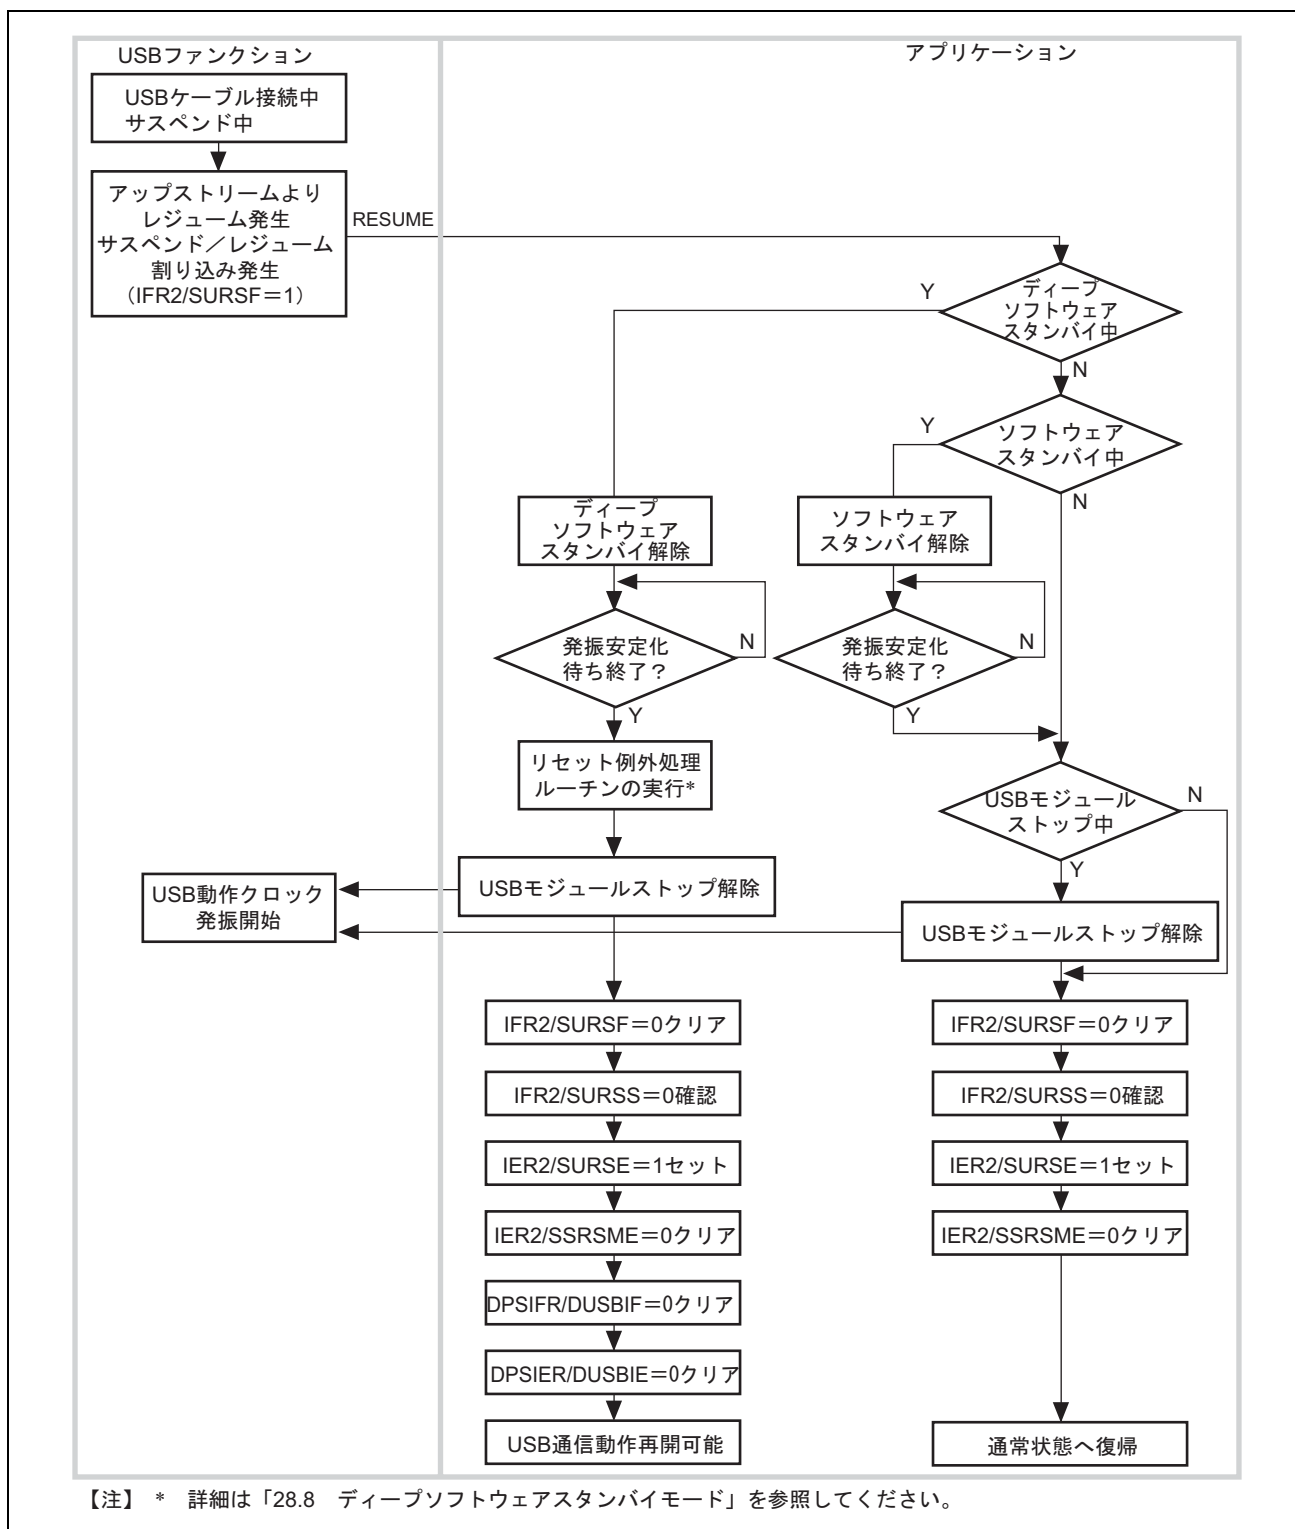 USBファンクション
アプリケーション
USBケーブル接続中
サスペンド中
アップストリームより
レジューム発生
サスペンド／レジューム
割り込み発生
（IFR2/SURSF＝1）
RESUME
ディープ
ソフトウェア
スタンバイ中
Y
N
ソフトウェア
スタンバイ中
Y
N
ディープ
ソフトウェア
スタンバイ解除
ソフトウェア
スタンバイ解除
発振安定化
待ち終了？
N
Y
発振安定化
待ち終了？
N
Y
リセット例外処理
ルーチンの実行*
USBモジュール
ストップ中
N
Y
USB動作クロック
発振開始
USBモジュールストップ解除
USBモジュールストップ解除
IFR2/SURSF＝0クリア
IFR2/SURSS＝0確認
IER2/SURSE＝1セット
IER2/SSRSME＝0クリア
DPSIFR/DUSBIF＝0クリア
DPSIER/DUSBIE＝0クリア
USB通信動作再開可能
IFR2/SURSF＝0クリア
IFR2/SURSS＝0確認
IER2/SURSE＝1セット
IER2/SSRSME＝0クリア
通常状態へ復帰
【注】 * 詳細は「28.8 ディープソフトウェアスタンバイモード」を参照してください。